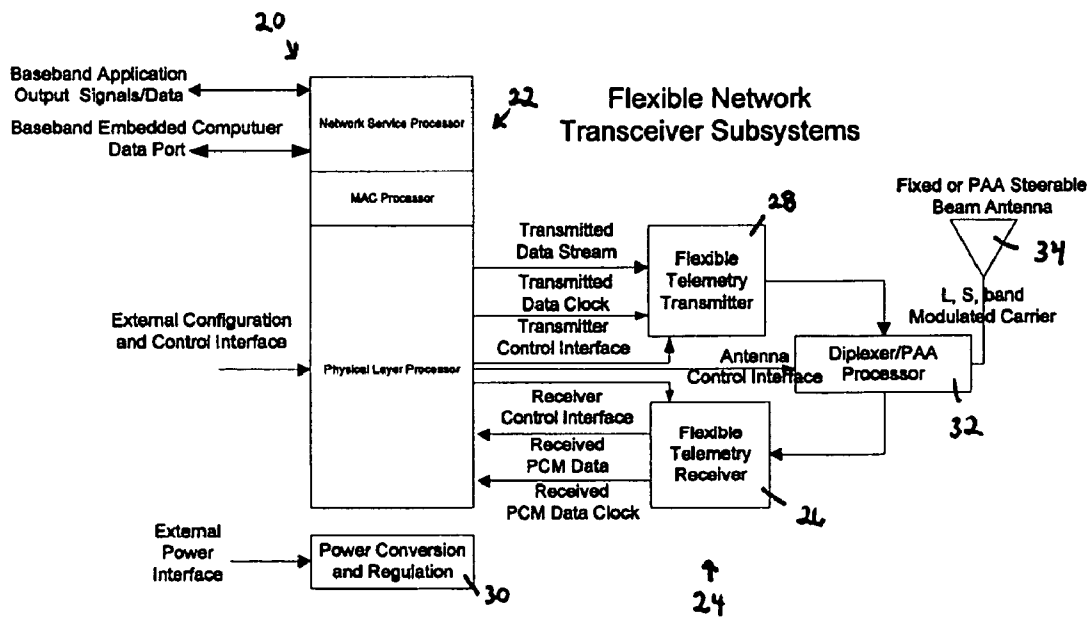 20
Baseband Application
Output Signals/Data
Baseband Embedded Computuer
Data Port
Network Service Processor
22
Flexible Network
Transceiver Subsystems
MAC Processor
Fixed or PAA Steerable
Beam Antenna
34
28
Transmitted
Data Stream
Flexible
Telemetry
Transmitter
Transmitted
Data Clock
L, S, band
Modulated Carrier
External Configuration
and Control Interface
Transmitter
Control Interface
Physical Layer Processor
Antenna
Control Interface
Diplexer/PAA
Processor
32
Receiver
Control Interface
Flexible
Telemetry
Receiver
Received
PCM Data
Received
PCM Data Clock
26
External
Power
Interface
Power Conversion
and Regulation
30
24